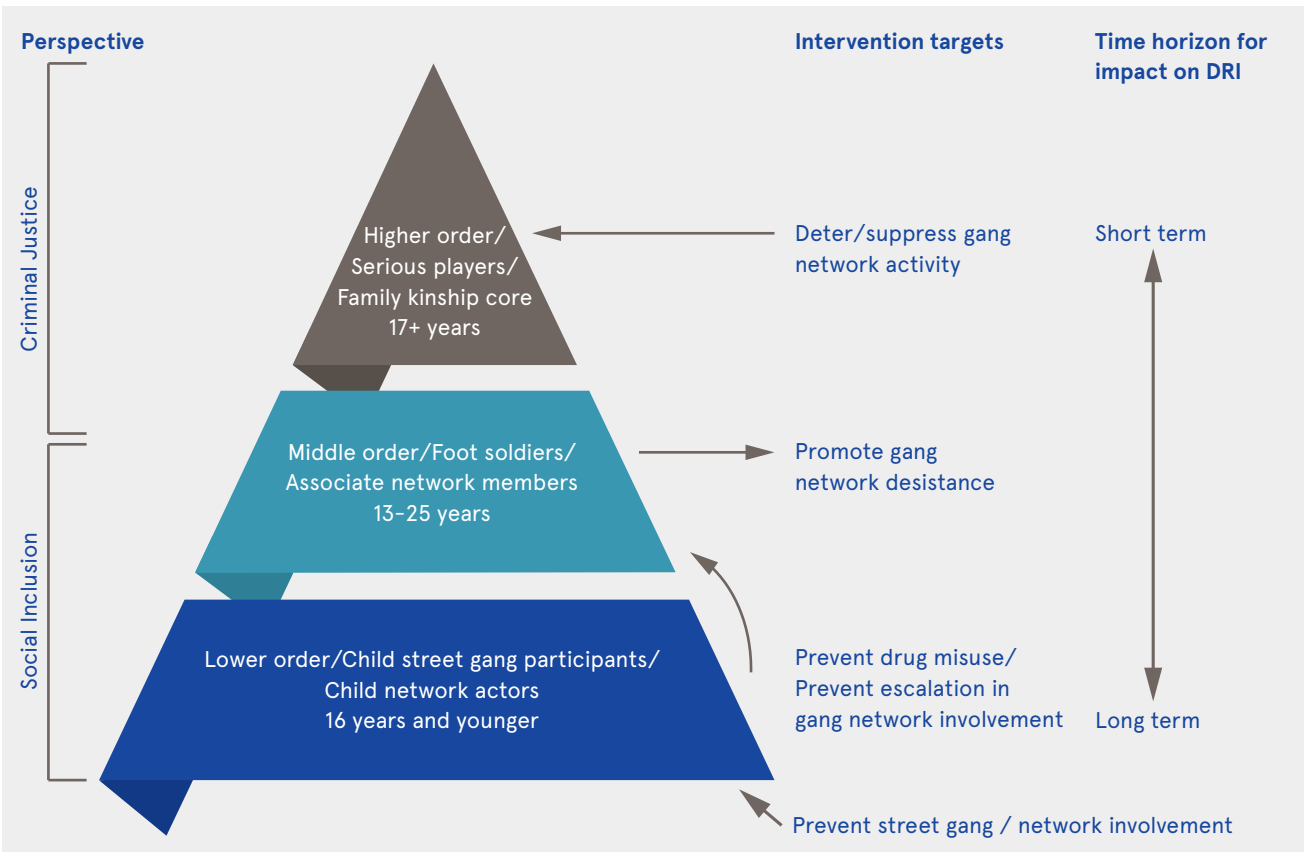 Perspective
Intervention targets
Time horizon for
impact on DRI
Criminal Justice
Higher order/
Serious players/
Family kinship core
17+ years
Deter/suppress gang
network activity
Short term
Social Inclusion
Middle order/Foot soldiers/
Associate network members
13-25 years
Promote gang
network desistance
Lower order/Child street gang participants/
Child network actors
16 years and younger
Prevent drug misuse/
Prevent escalation in
gang network involvement
Long term
Prevent street gang / network involvement